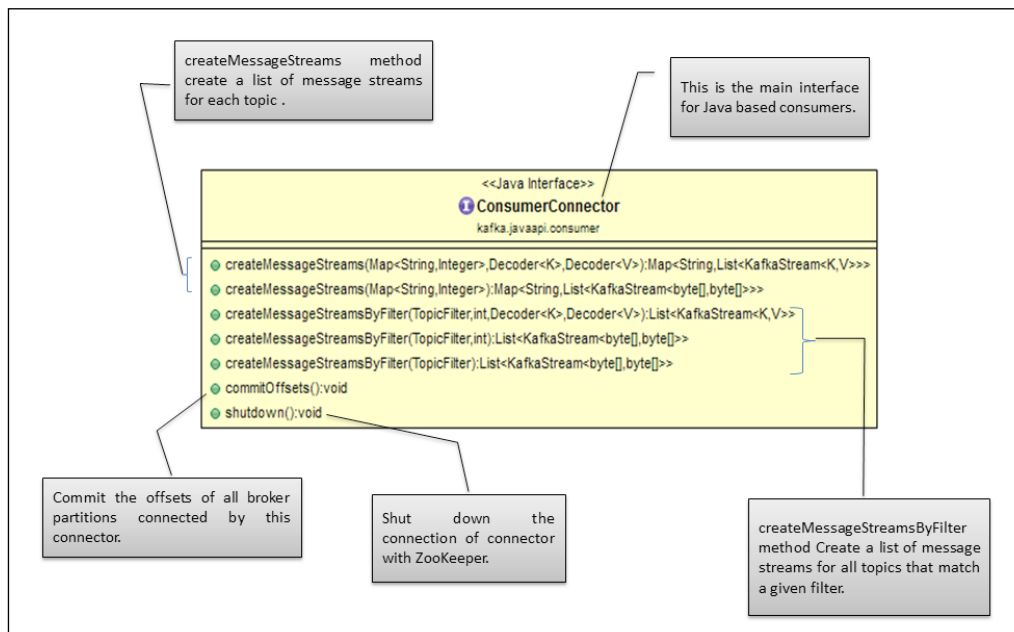 createMessageStreams method
create a list of message streams
for each topic .
This is the main interface
for Java based consumers.
<<Java Interface>>
I ConsumerConnector
kafka.javaapi.consumer
createMessageStreams(Map<String,Integer>,Decoder<K>,Decoder<V>):Map<String,List<KafkaStream<K,V>>>
createMessageStreams(Map<String,Integer>):Map<String,List<KafkaStream<byte[],byte[]>>>
createMessageStreamsByFilter(TopicFilter,int,Decoder<K>,Decoder<V>):List<KafkaStream<K,V>>
createMessageStreamsByFilter(TopicFilter,int):List<KafkaStream<byte[],byte[]>>
createMessageStreamsByFilter(TopicFilter):List<KafkaStream<byte[],byte[]>>
commitOffsets():void
shutdown():void
Commit the offsets of all broker
partitions connected by this
connector.
Shut down the
connection of connector
with ZooKeeper.
createMessageStreamsByFilter
method Create a list of message
streams for all topics that match
a given filter.